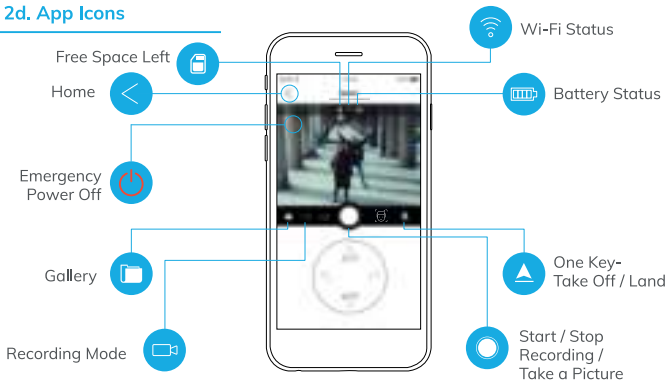 2d. App Icons
Free Space Left
Home
Emergency
Power Off
Gallery
Recording Mode
Wi-Fi Status
Battery Status
One Key-
Take Off / Land
Start / Stop
Recording /
Take a Picture